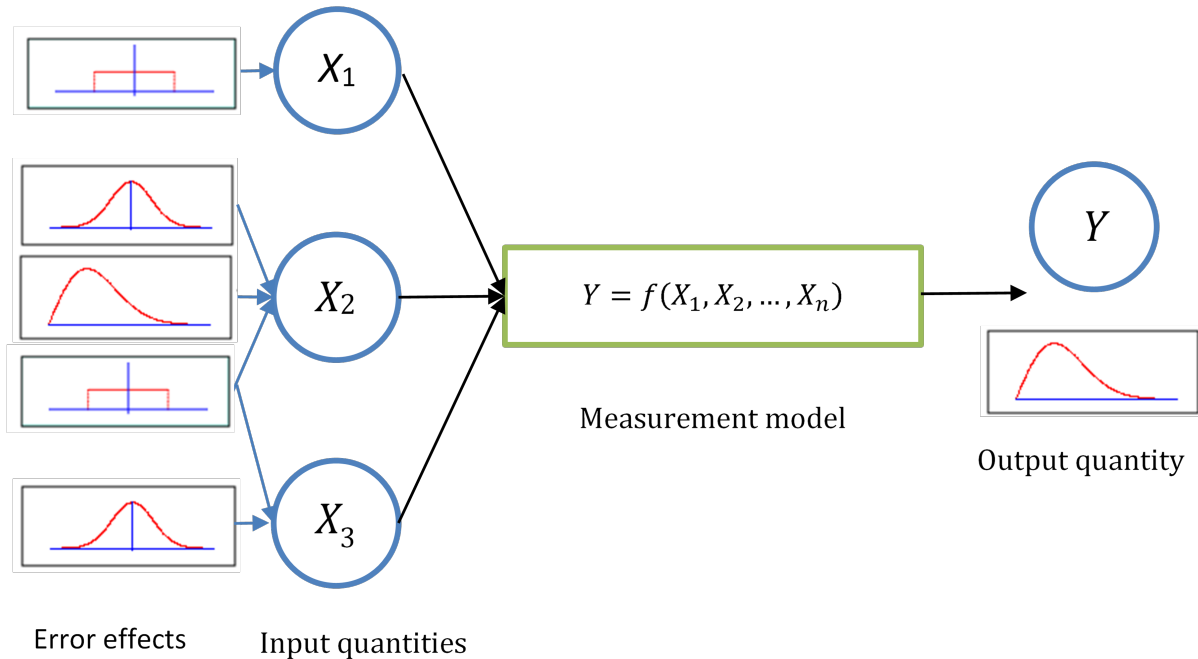 X₁
X₂
X₃
Y = f(X₁, X₂, …, Xₙ)
Measurement model
Y
Output quantity
Error effects
Input quantities